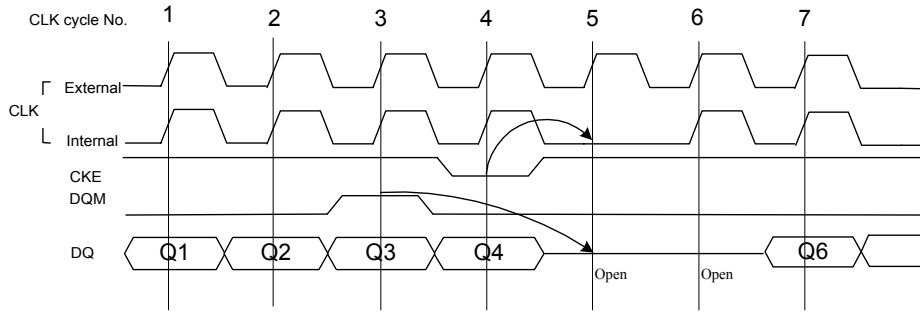 CLK cycle No. 1 2 3 4 5 6 7
External
CLK
Internal
CKE
DQM
DQ Q1 Q2 Q3 Q4 Q6
Open Open